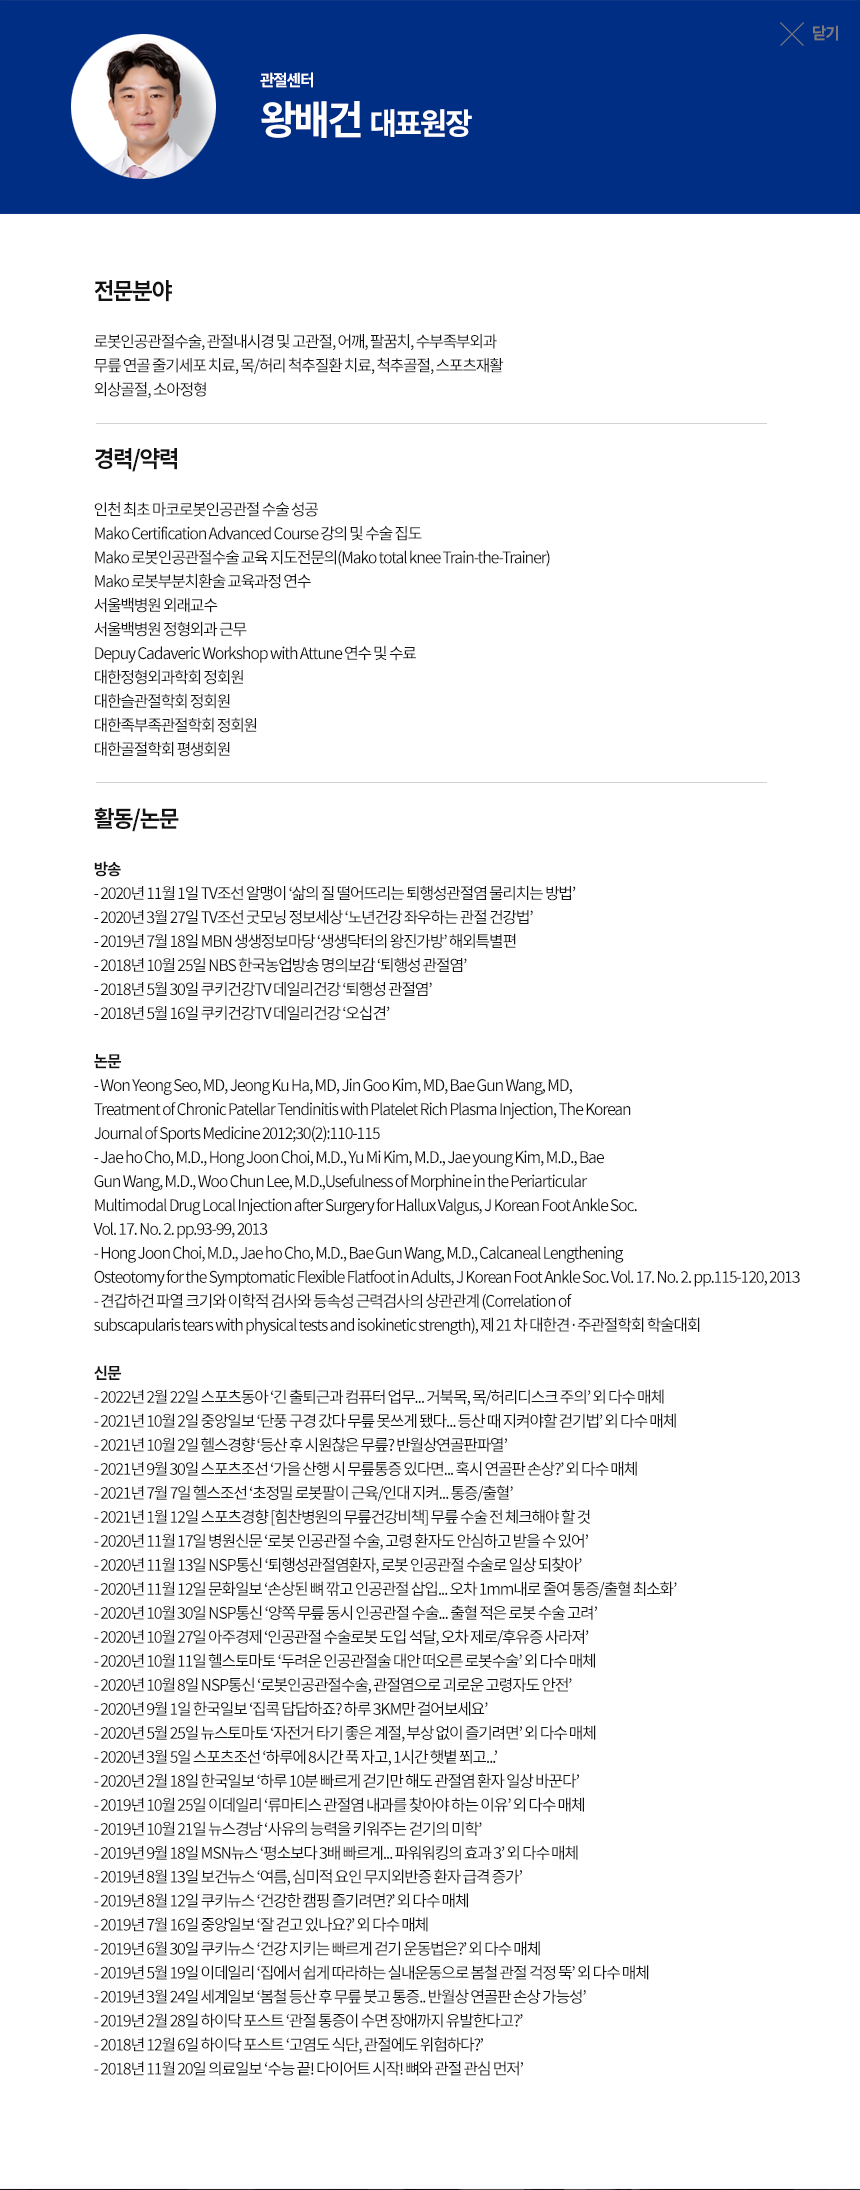 닫기
관절센터
왕배건 대표원장
전문분야
로봇인공관절수술, 관절내시경 및 고관절, 어깨, 팔꿈치, 수부족부외과
무릎 연골 줄기세포 치료, 목/허리 척추질환 치료, 척추골절, 스포츠재활
외상골절, 소아정형
경력/약력
인천 최초 마코로봇인공관절 수술 성공
Mako Certification Advanced Course 강의 및 수술 집도
Mako 로봇인공관절수술 교육 지도전문의(Mako total knee Train-the-Trainer)
Mako 로봇부분치환술 교육과정 연수
서울백병원 외래교수
서울백병원 정형외과 근무
Depuy Cadaveric Workshop with Attune 연수 및 수료
대한정형외과학회 정회원
대한슬관절학회 정회원
대한족부족관절학회 정회원
대한골절학회 평생회원
활동/논문
방송
- 2020년 11월 1일 TV조선 알맹이 ‘삶의 질 떨어뜨리는 퇴행성관절염 물리치는 방법’
- 2020년 3월 27일 TV조선 굿모닝 정보세상 ‘노년건강 좌우하는 관절 건강법’
- 2019년 7월 18일 MBN 생생정보마당 ‘생생닥터의 왕진가방’ 해외특별편
- 2018년 10월 25일 NBS 한국농업방송 명의보감 ‘퇴행성 관절염’
- 2018년 5월 30일 쿠키건강TV 데일리건강 ‘퇴행성 관절염’
- 2018년 5월 16일 쿠키건강TV 데일리건강 ‘오십견’
논문
- Won Yeong Seo, MD, Jeong Ku Ha, MD, Jin Goo Kim, MD, Bae Gun Wang, MD,
Treatment of Chronic Patellar Tendinitis with Platelet Rich Plasma Injection, The Korean
Journal of Sports Medicine 2012;30(2):110-115
- Jae ho Cho, M.D., Hong Joon Choi, M.D., Yu Mi Kim, M.D., Jae young Kim, M.D., Bae
Gun Wang, M.D., Woo Chun Lee, M.D.,Usefulness of Morphine in the Periarticular
Multimodal Drug Local Injection after Surgery for Hallux Valgus, J Korean Foot Ankle Soc.
Vol. 17. No. 2. pp.93-99, 2013
- Hong Joon Choi, M.D., Jae ho Cho, M.D., Bae Gun Wang, M.D., Calcaneal Lengthening
Osteotomy for the Symptomatic Flexible Flatfoot in Adults, J Korean Foot Ankle Soc. Vol. 17. No. 2. pp.115-120, 2013
- 견갑하건 파열 크기와 이학적 검사와 등속성 근력검사의 상관관계 (Correlation of
subscapularis tears with physical tests and isokinetic strength), 제 21 차 대한견·주관절학회 학술대회
신문
- 2022년 2월 22일 스포츠동아 ‘긴 출퇴근과 컴퓨터 업무... 거북목, 목/허리디스크 주의’ 외 다수 매체
- 2021년 10월 2일 중앙일보 ‘단풍 구경 갔다 무릎 못쓰게 됐다... 등산 때 지켜야할 걷기법’ 외 다수 매체
- 2021년 10월 2일 헬스경향 ‘등산 후 시원찮은 무릎? 반월상연골판파열’
- 2021년 9월 30일 스포츠조선 ‘가을 산행 시 무릎통증 있다면... 혹시 연골판 손상?’ 외 다수 매체
- 2021년 7월 7일 헬스조선 ‘초정밀 로봇팔이 근육/인대 지켜... 통증/출혈’
- 2021년 1월 12일 스포츠경향 [힘찬병원의 무릎건강비책] 무릎 수술 전 체크해야 할 것
- 2020년 11월 17일 병원신문 ‘로봇 인공관절 수술, 고령 환자도 안심하고 받을 수 있어’
- 2020년 11월 13일 NSP통신 ‘퇴행성관절염환자, 로봇 인공관절 수술로 일상 되찾아’
- 2020년 11월 12일 문화일보 ‘손상된 뼈 깎고 인공관절 삽입... 오차 1mm내로 줄여 통증/출혈 최소화’
- 2020년 10월 30일 NSP통신 ‘양쪽 무릎 동시 인공관절 수술... 출혈 적은 로봇 수술 고려’
- 2020년 10월 27일 아주경제 ‘인공관절 수술로봇 도입 석달, 오차 제로/후유증 사라져’
- 2020년 10월 11일 헬스토마토 ‘두려운 인공관절술 대안 떠오른 로봇수술’ 외 다수 매체
- 2020년 10월 8일 NSP통신 ‘로봇인공관절수술, 관절염으로 괴로운 고령자도 안전’
- 2020년 9월 1일 한국일보 ‘집콕 답답하죠? 하루 3KM만 걸어보세요’
- 2020년 5월 25일 뉴스토마토 ‘자전거 타기 좋은 계절, 부상 없이 즐기려면’ 외 다수 매체
- 2020년 3월 5일 스포츠조선 ‘하루에 8시간 푹 자고, 1시간 햇볕 쬐고...’
- 2020년 2월 18일 한국일보 ‘하루 10분 빠르게 걷기만 해도 관절염 환자 일상 바꾼다’
- 2019년 10월 25일 이데일리 ‘류마티스 관절염 내과를 찾아야 하는 이유’ 외 다수 매체
- 2019년 10월 21일 뉴스경남 ‘사유의 능력을 키워주는 걷기의 미학’
- 2019년 9월 18일 MSN뉴스 ‘평소보다 3배 빠르게... 파워워킹의 효과 3’ 외 다수 매체
- 2019년 8월 13일 보건뉴스 ‘여름, 심미적 요인 무지외반증 환자 급격 증가’
- 2019년 8월 12일 쿠키뉴스 ‘건강한 캠핑 즐기려면?’ 외 다수 매체
- 2019년 7월 16일 중앙일보 ‘잘 걷고 있나요?’ 외 다수 매체
- 2019년 6월 30일 쿠키뉴스 ‘건강 지키는 빠르게 걷기 운동법은?’ 외 다수 매체
- 2019년 5월 19일 이데일리 ‘집에서 쉽게 따라하는 실내운동으로 봄철 관절 걱정 뚝’ 외 다수 매체
- 2019년 3월 24일 세계일보 ‘봄철 등산 후 무릎 붓고 통증.. 반월상 연골판 손상 가능성’
- 2019년 2월 28일 하이닥 포스트 ‘관절 통증이 수면 장애까지 유발한다고?’
- 2018년 12월 6일 하이닥 포스트 ‘고염도 식단, 관절에도 위험하다?’
- 2018년 11월 20일 의료일보 ‘수능 끝! 다이어트 시작! 뼈와 관절 관심 먼저’